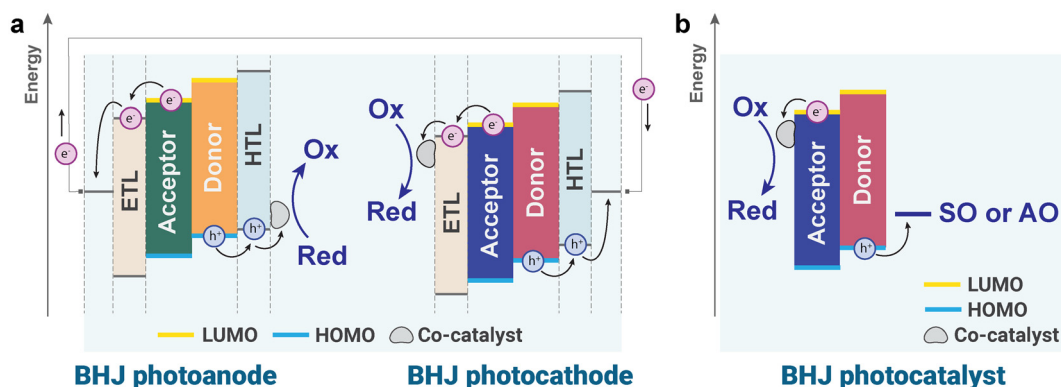 a
Energy
e-
e-
e-
ETL
Acceptor
Donor
HTL
h+
h+
Ox
Red
Ox
Red
e-
e-
ETL
Acceptor
Donor
HTL
h+
h+
e-
LUMO
HOMO
Co-catalyst
BHJ photoanode
BHJ photocathode
b
Energy
Ox
Red
e-
Acceptor
Donor
h+
SO or AO
LUMO
HOMO
Co-catalyst
BHJ photocatalyst